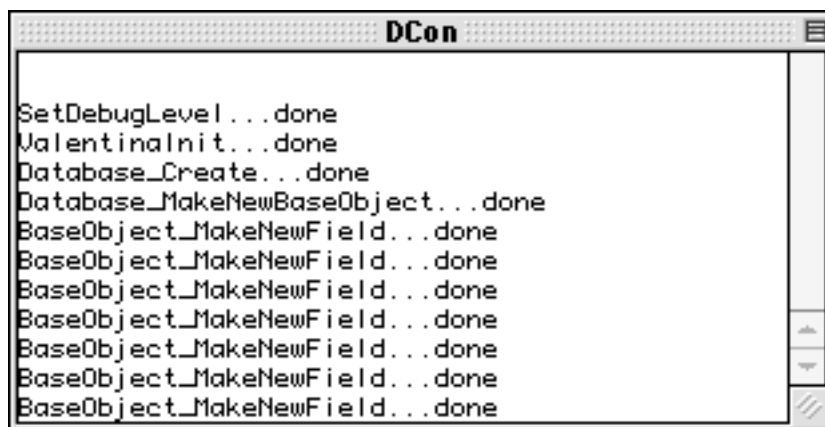 DCon
SetDebugLevel...done
ValentinaInit...done
Database_Create...done
Database_MakeNewBaseObject...done
BaseObject_MakeNewField...done
BaseObject_MakeNewField...done
BaseObject_MakeNewField...done
BaseObject_MakeNewField...done
BaseObject_MakeNewField...done
BaseObject_MakeNewField...done
BaseObject_MakeNewField...done